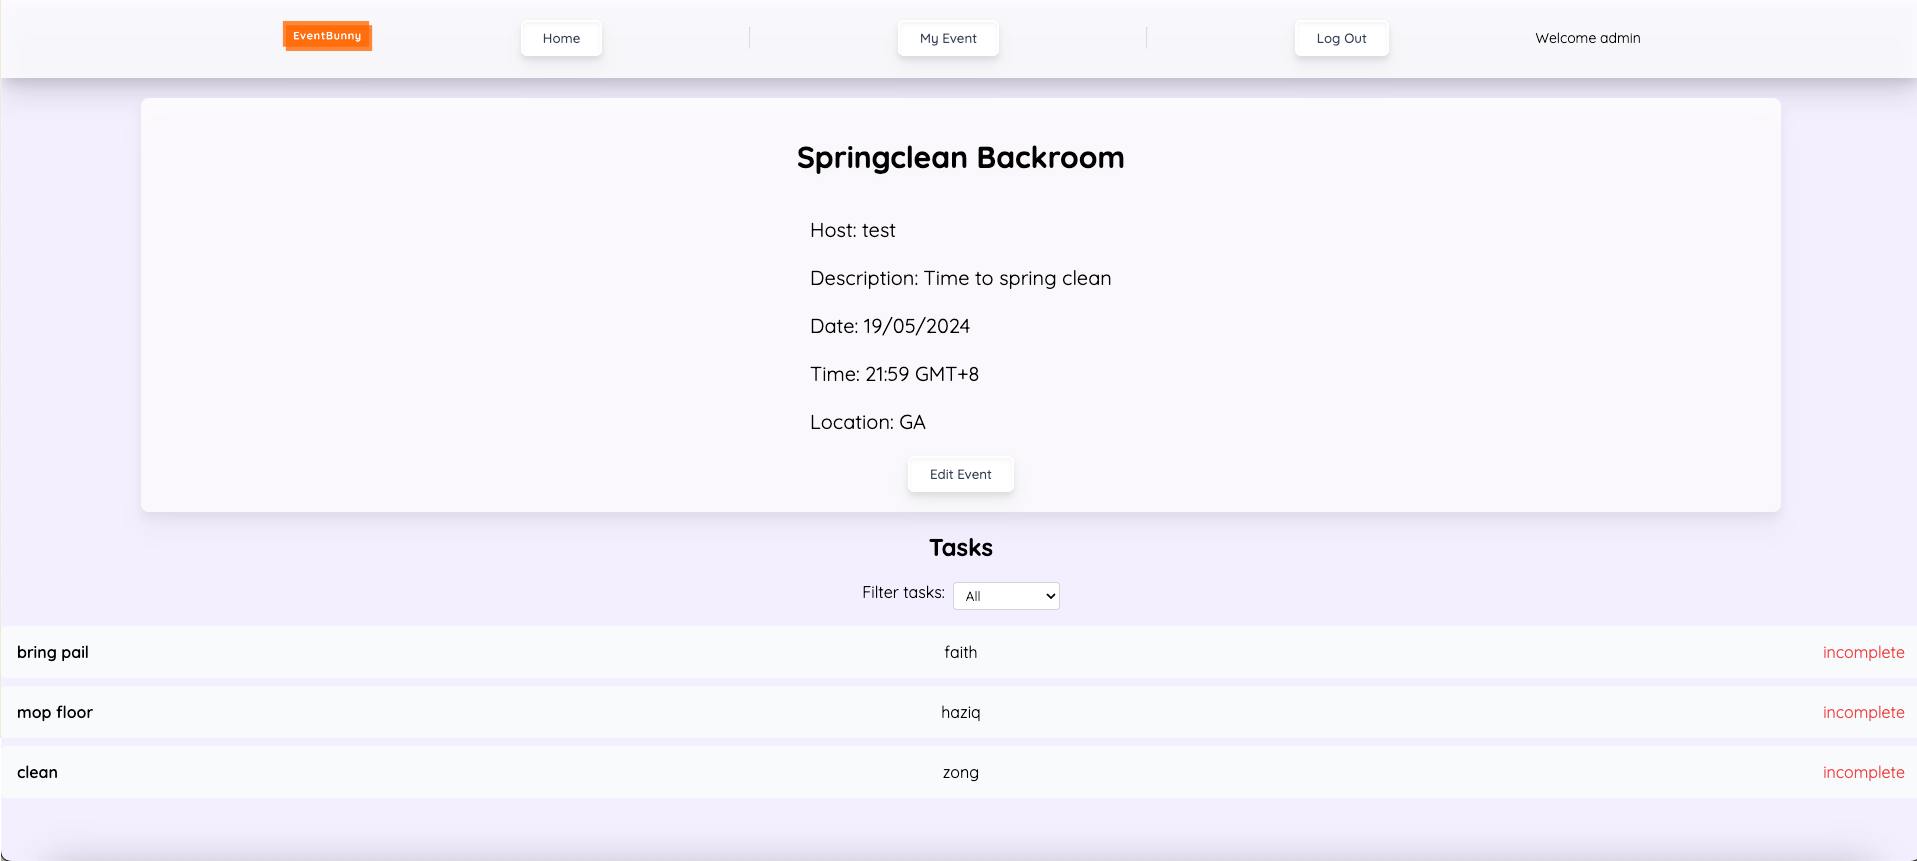 EventBunny
Home
My Event
Log Out
Welcome admin
Springclean Backroom
Host: test
Description: Time to spring clean
Date: 19/05/2024
Time: 21:59 GMT+8
Location: GA
Edit Event
Tasks
Filter tasks: All
bring pail faith incomplete
mop floor haziq incomplete
clean zong incomplete